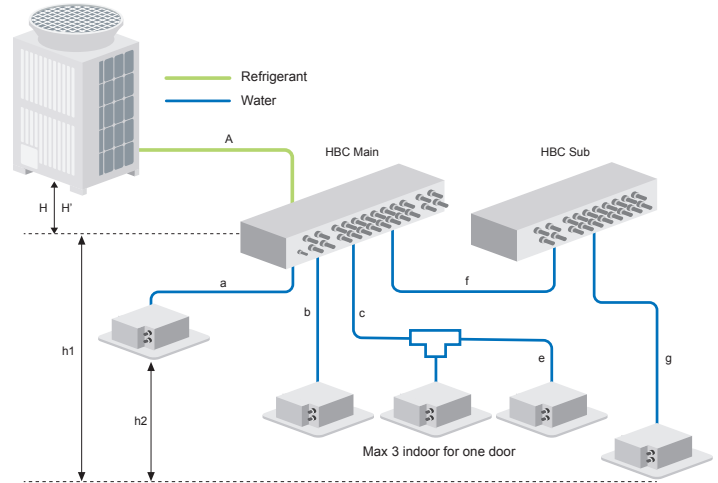 Refrigerant
Water
A
HBC Main
HBC Sub
H H'
a
f
b
c
h1
e
g
h2
Max 3 indoor for one door